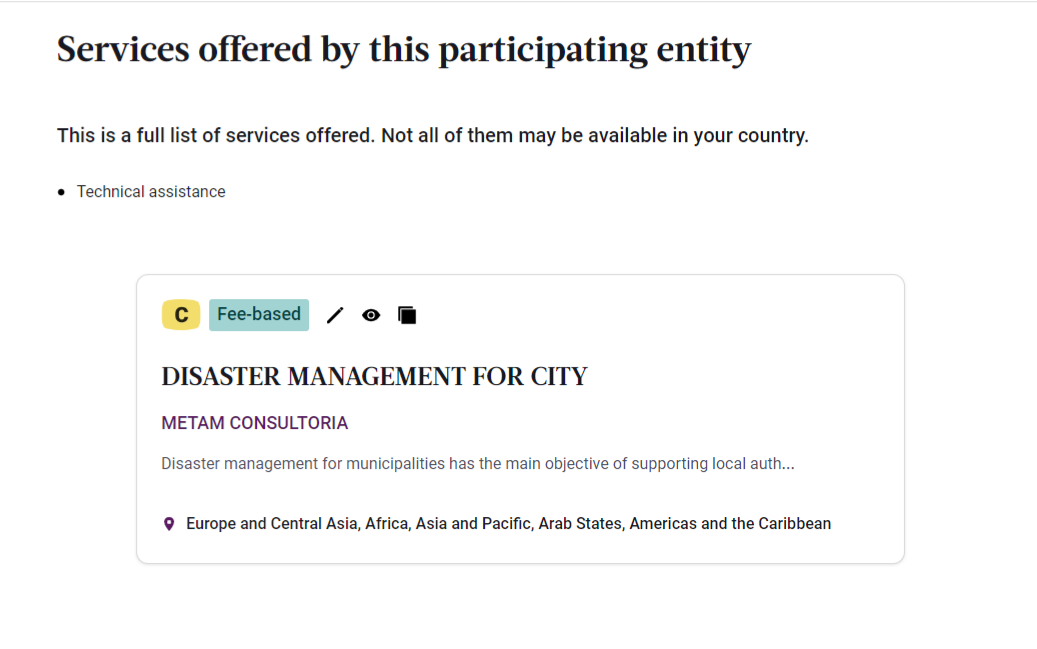 Services offered by this participating entity
This is a full list of services offered. Not all of them may be available in your country.
Technical assistance
C Fee-based
DISASTER MANAGEMENT FOR CITY
METAM CONSULTORIA
Disaster management for municipalities has the main objective of supporting local auth...
Europe and Central Asia, Africa, Asia and Pacific, Arab States, Americas and the Caribbean